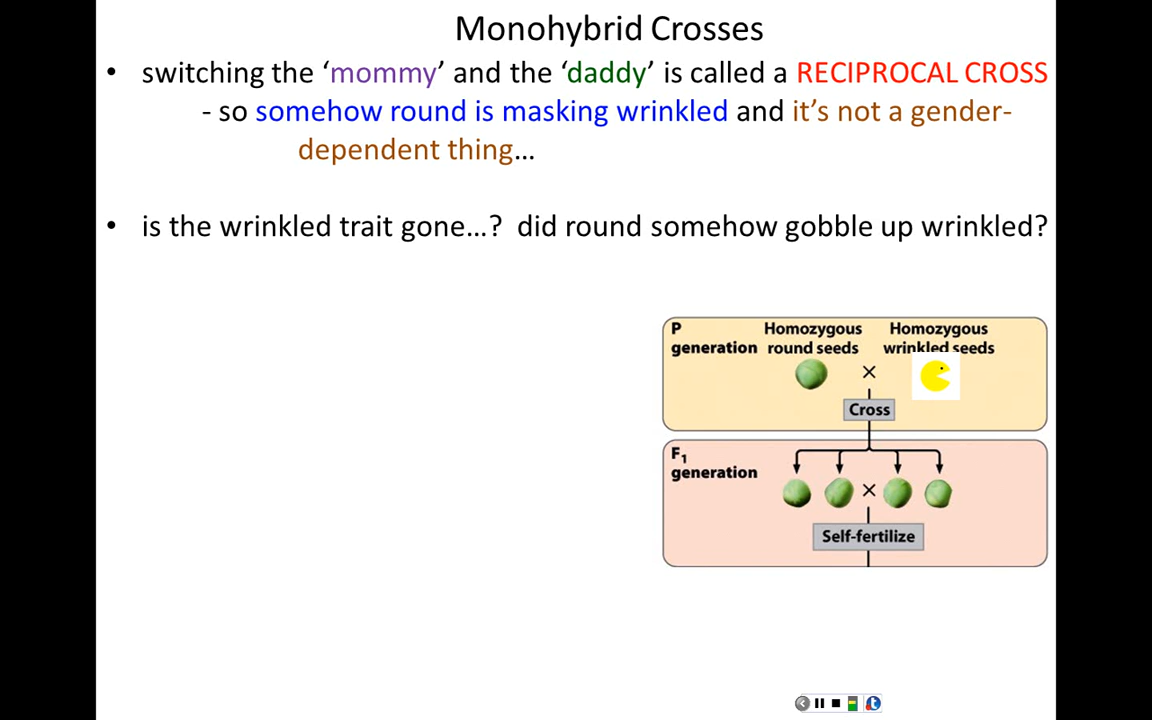 Monohybrid Crosses
• switching the ‘mommy’ and the ‘daddy’ is called a RECIPROCAL CROSS
- so somehow round is masking wrinkled and it’s not a gender-
dependent thing…
• is the wrinkled trait gone…? did round somehow gobble up wrinkled?
P Homozygous Homozygous
generation round seeds wrinkled seeds
×
Cross
F1
generation
×
Self-fertilize